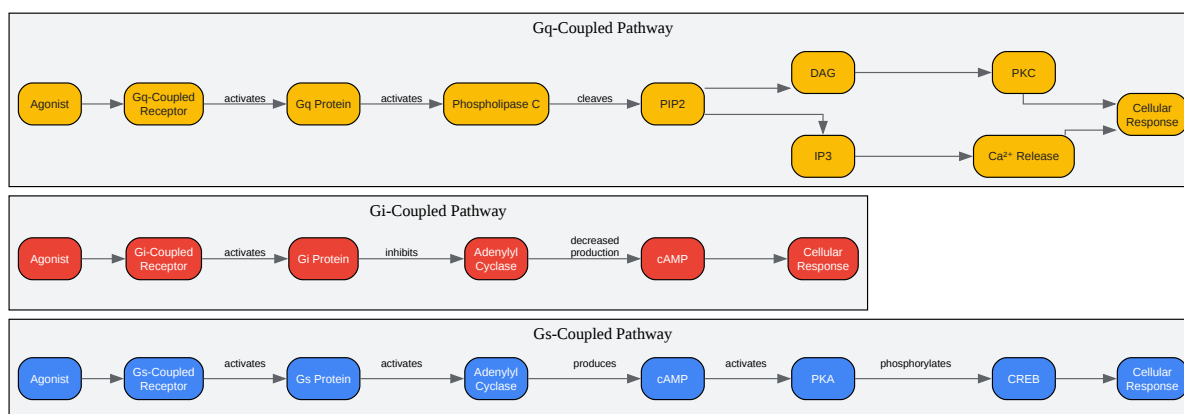 Gq-Coupled Pathway
Agonist
Gq-Coupled
Receptor
activates
Gq Protein
activates
Phospholipase C
cleaves
PIP2
DAG
PKC
IP3
Ca²⁺ Release
Cellular
Response
Gi-Coupled Pathway
Agonist
Gi-Coupled
Receptor
activates
Gi Protein
inhibits
Adenylyl
Cyclase
decreased
production
cAMP
Cellular
Response
Gs-Coupled Pathway
Agonist
Gs-Coupled
Receptor
activates
Gs Protein
activates
Adenylyl
Cyclase
produces
cAMP
activates
PKA
phosphorylates
CREB
Cellular
Response